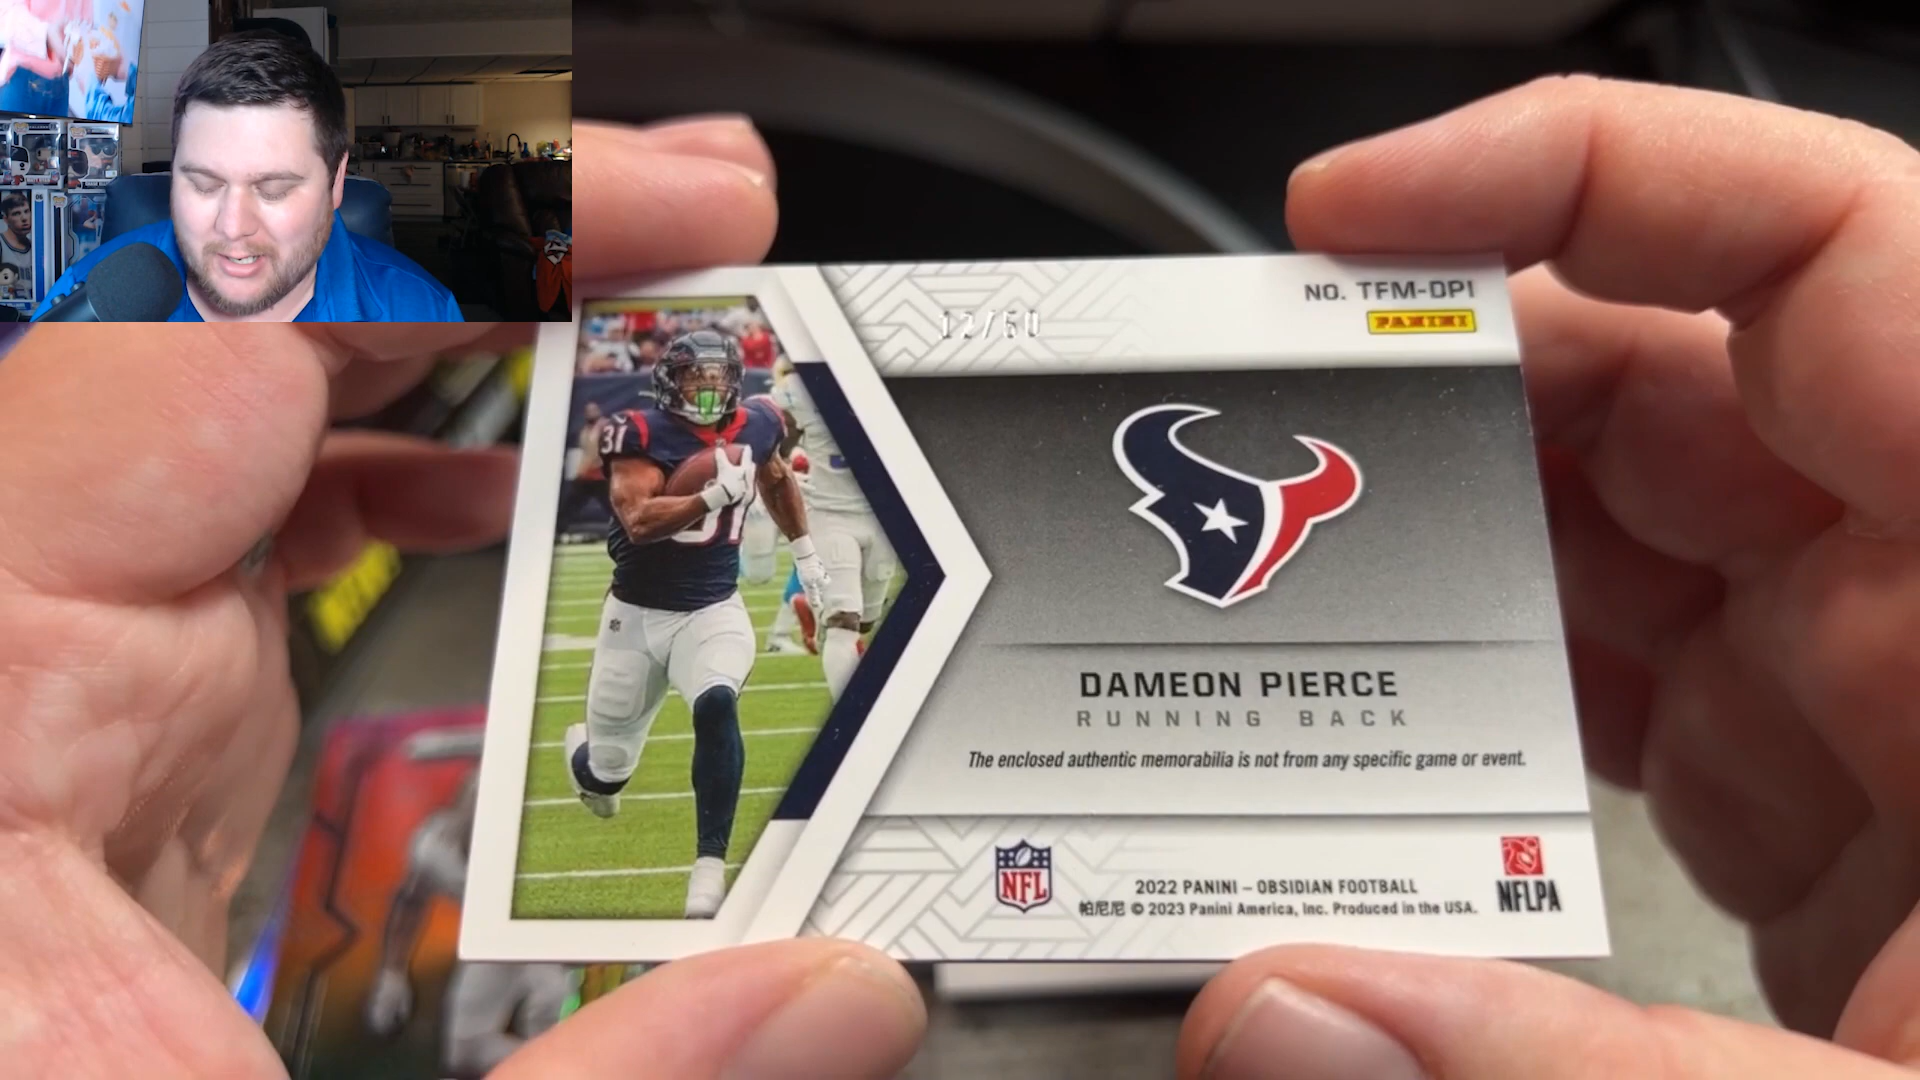 NO. TFM-DPI
PANINI
12/60
31
31
DAMEON PIERCE
RUNNING BACK
The enclosed authentic memorabilia is not from any specific game or event.
NFL
2022 PANINI – OBSIDIAN FOOTBALL
帕尼尼 © 2023 Panini America, Inc. Produced in the USA.
NFLPA